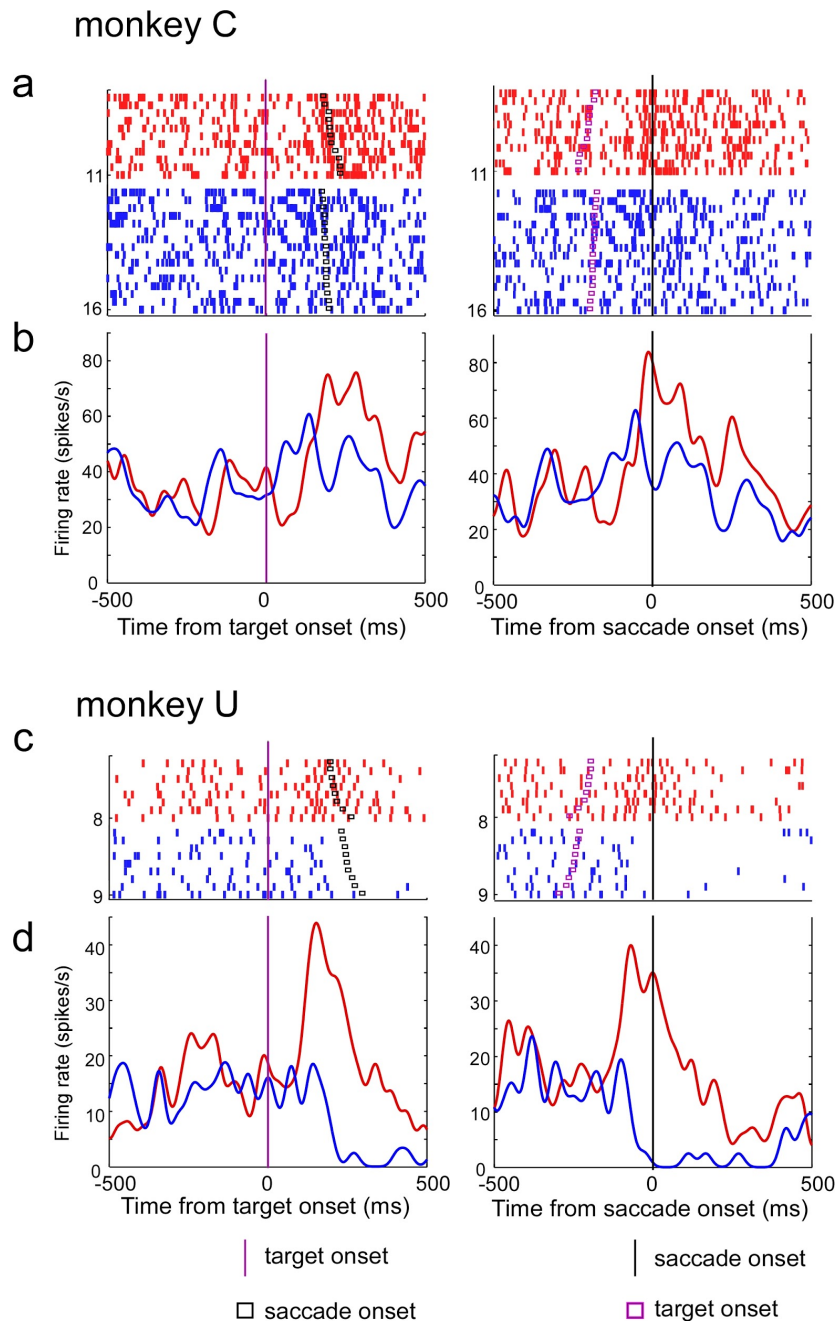 monkey C
a
11
16
11
16
b
Firing rate (spikes/s)
80
60
40
20
0
-500 0 500
Time from target onset (ms)
80
60
40
20
0
-500 0 500
Time from saccade onset (ms)
monkey U
c
8
9
8
9
d
Firing rate (spikes/s)
40
30
20
10
0
-500 0 500
Time from target onset (ms)
40
30
20
10
0
-500 0 500
Time from saccade onset (ms)
target onset
saccade onset
saccade onset
target onset